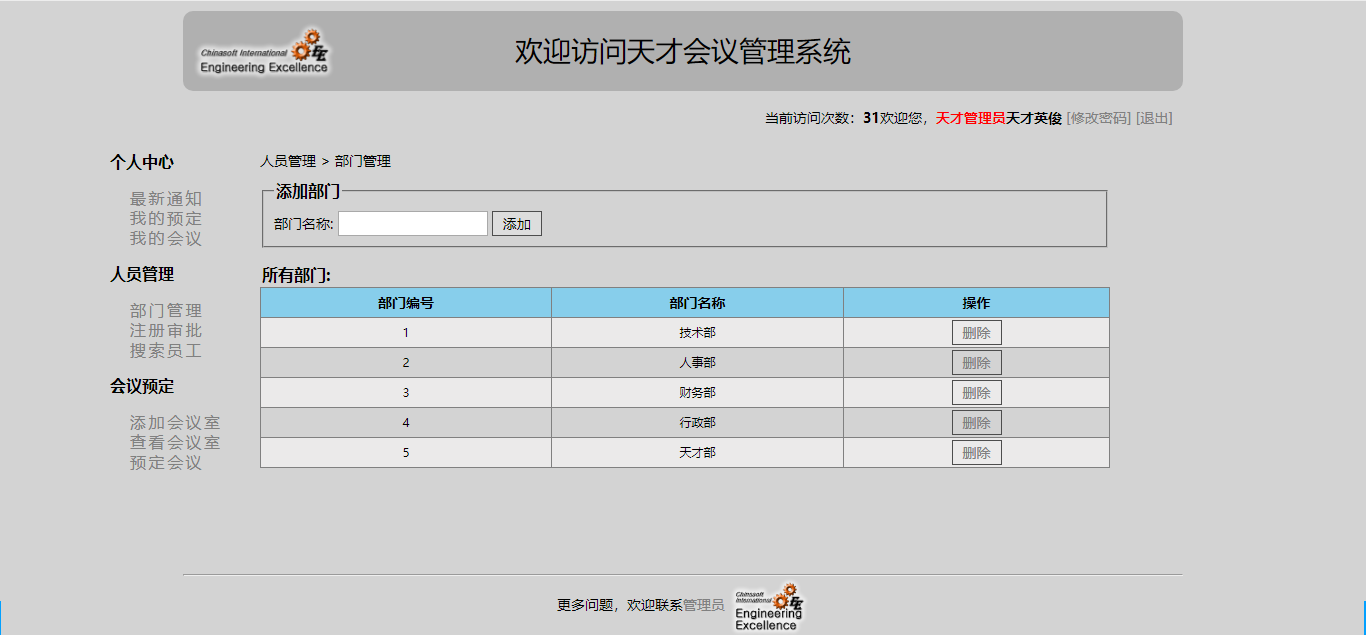 Chinasoft International
Engineering Excellence
欢迎访问天才会议管理系统
当前访问次数：31欢迎您，天才管理员天才英俊 [修改密码] [退出]
个人中心
最新通知
我的预定
我的会议
人员管理
部门管理
注册审批
搜索员工
会议预定
添加会议室
查看会议室
预定会议
人员管理 > 部门管理
添加部门
部门名称: 添加
所有部门:
部门编号 部门名称 操作
1 技术部 删除
2 人事部 删除
3 财务部 删除
4 行政部 删除
5 天才部 删除
更多问题，欢迎联系管理员
Chinasoft
International
Engineering
Excellence